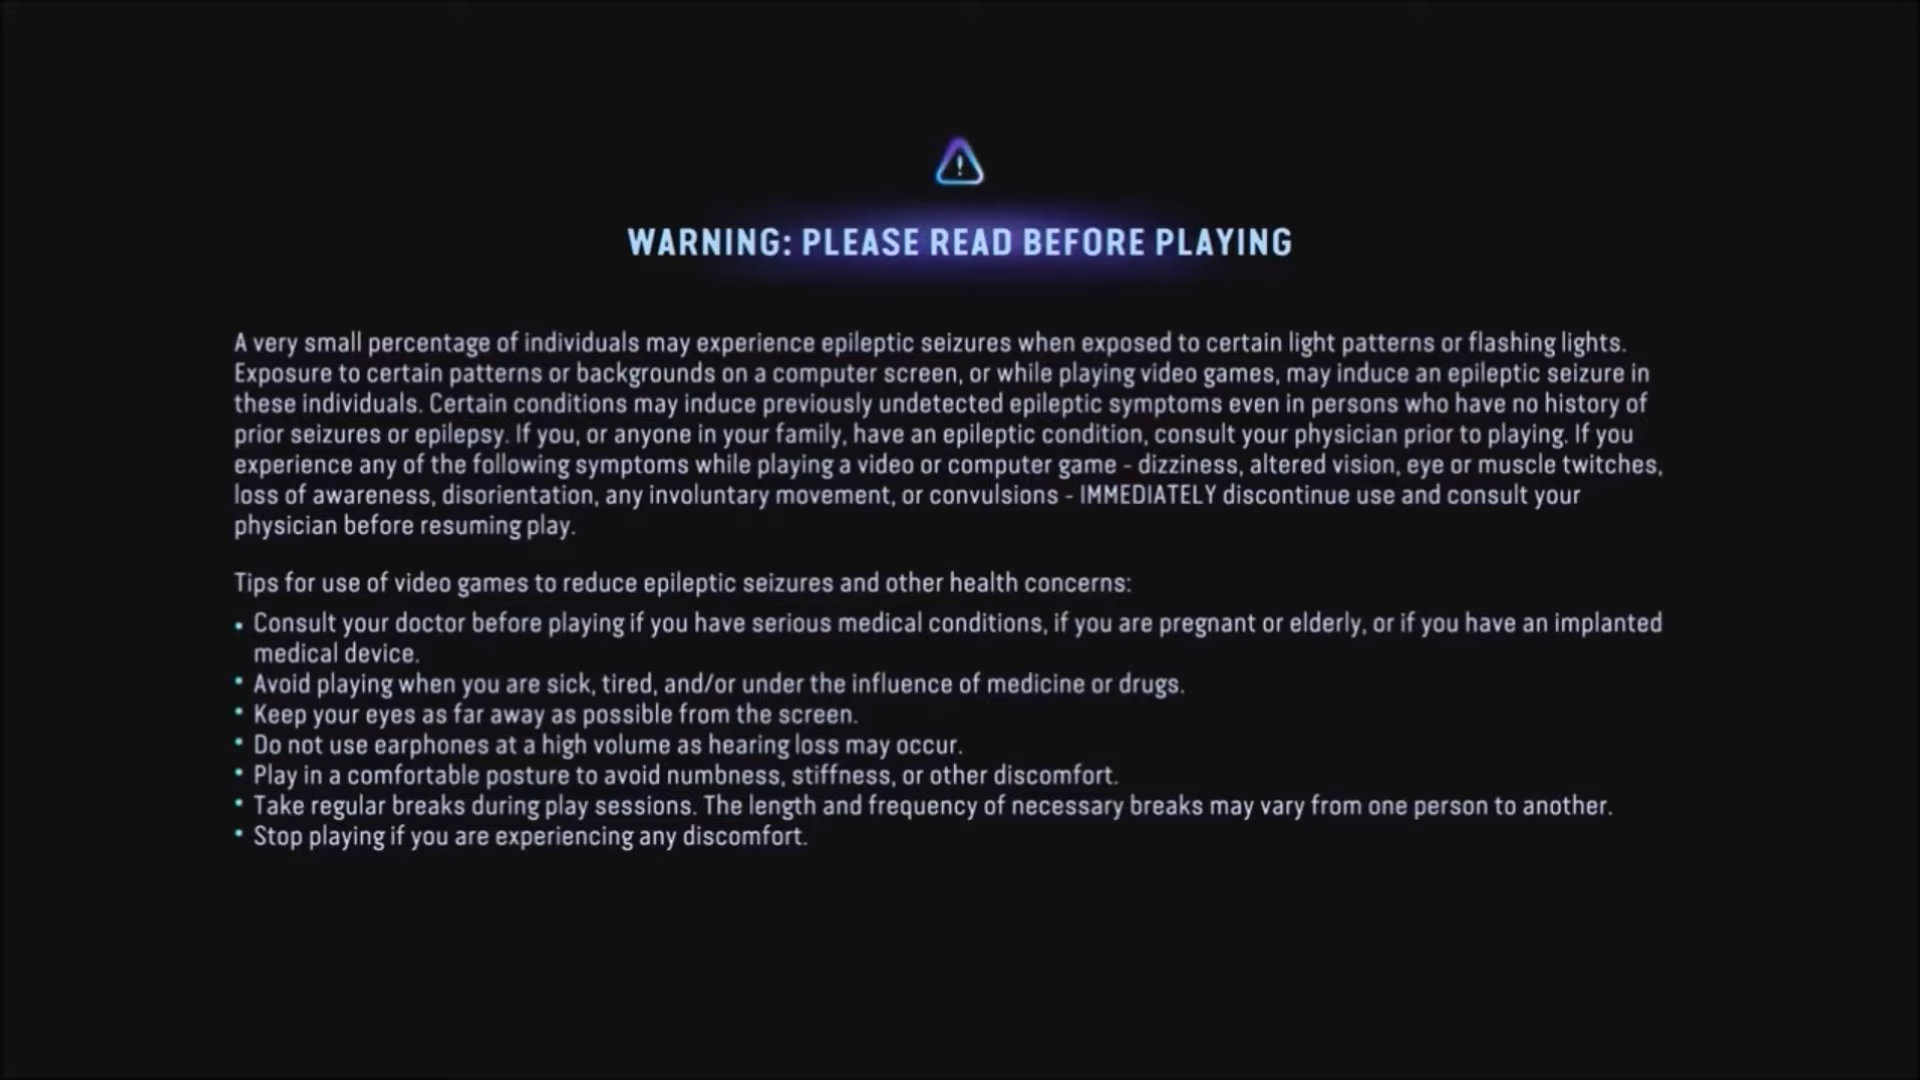 WARNING: PLEASE READ BEFORE PLAYING
A very small percentage of individuals may experience epileptic seizures when exposed to certain light patterns or flashing lights.
Exposure to certain patterns or backgrounds on a computer screen, or while playing video games, may induce an epileptic seizure in
these individuals. Certain conditions may induce previously undetected epileptic symptoms even in persons who have no history of
prior seizures or epilepsy. If you, or anyone in your family, have an epileptic condition, consult your physician prior to playing. If you
experience any of the following symptoms while playing a video or computer game - dizziness, altered vision, eye or muscle twitches,
loss of awareness, disorientation, any involuntary movement, or convulsions - IMMEDIATELY discontinue use and consult your
physician before resuming play.
Tips for use of video games to reduce epileptic seizures and other health concerns:
• Consult your doctor before playing if you have serious medical conditions, if you are pregnant or elderly, or if you have an implanted
medical device.
• Avoid playing when you are sick, tired, and/or under the influence of medicine or drugs.
• Keep your eyes as far away as possible from the screen.
• Do not use earphones at a high volume as hearing loss may occur.
• Play in a comfortable posture to avoid numbness, stiffness, or other discomfort.
• Take regular breaks during play sessions. The length and frequency of necessary breaks may vary from one person to another.
• Stop playing if you are experiencing any discomfort.